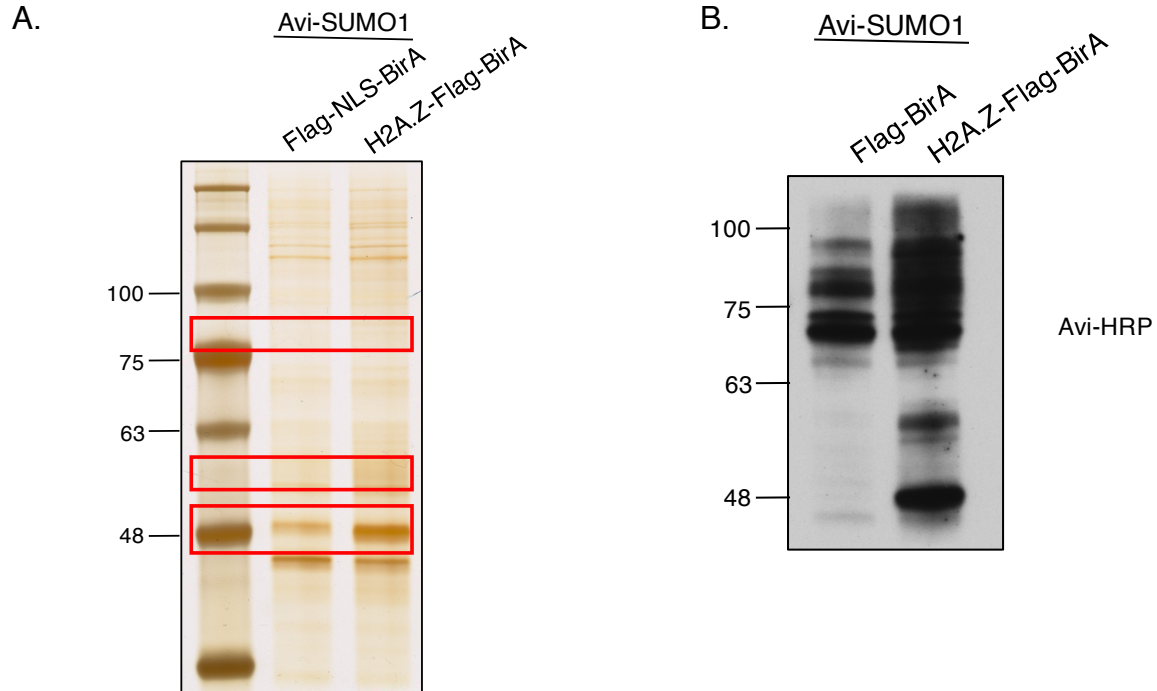 A.
Avi-SUMO1
Flag-NLS-BirA
H2A.Z-Flag-BirA
100
75
63
48
B.
Avi-SUMO1
Flag-BirA
H2A.Z-Flag-BirA
100
75
63
48
Avi-HRP